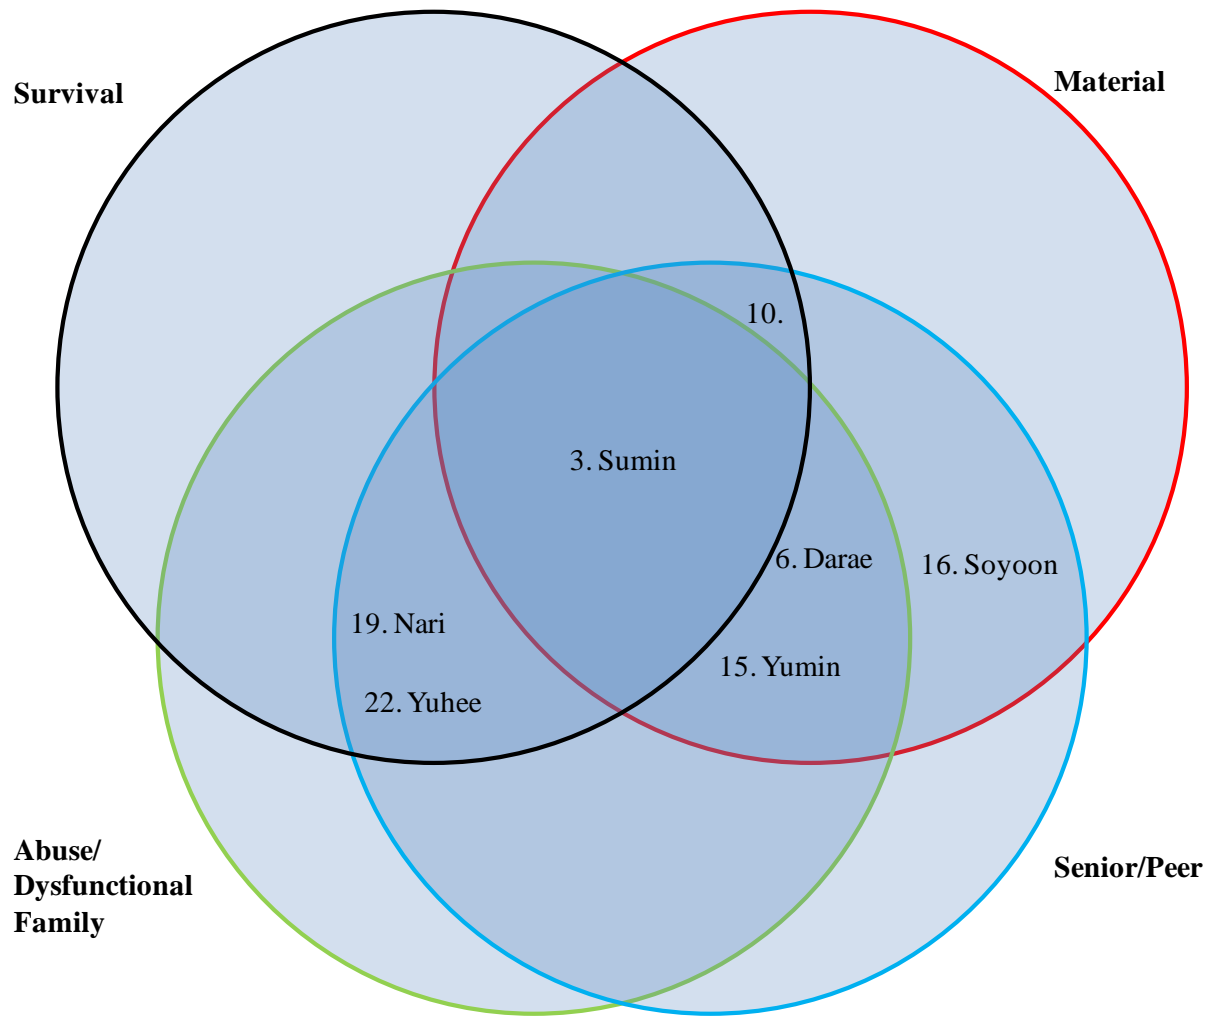 Survival
Material
10.
3. Sumin
6. Darae
16. Soyoon
19. Nari
15. Yumin
22. Yuhee
Abuse/
Dysfunctional
Family
Senior/Peer